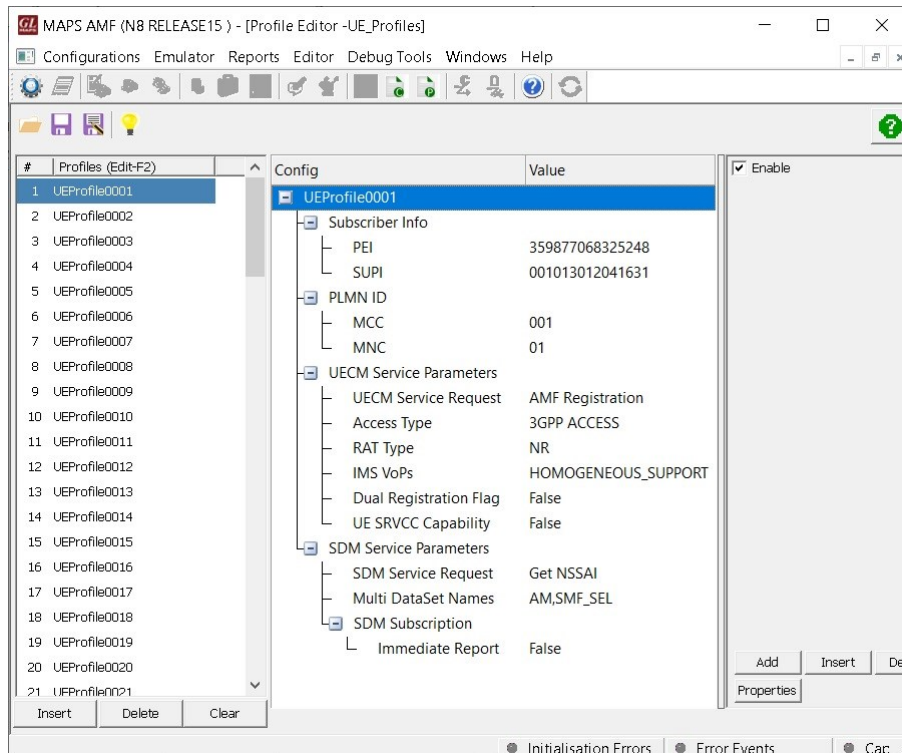 GL MAPS MAPS AMF (N8 RELEASE15 ) - [Profile Editor -UE_Profiles]
Configurations Emulator Reports Editor Debug Tools Windows Help
# Profiles (Edit-F2)
1 UEProfile0001
2 UEProfile0002
3 UEProfile0003
4 UEProfile0004
5 UEProfile0005
6 UEProfile0006
7 UEProfile0007
8 UEProfile0008
9 UEProfile0009
10 UEProfile0010
11 UEProfile0011
12 UEProfile0012
13 UEProfile0013
14 UEProfile0014
15 UEProfile0015
16 UEProfile0016
17 UEProfile0017
18 UEProfile0018
19 UEProfile0019
20 UEProfile0020
21 UEProfile0021
Insert Delete Clear
Config Value
UEProfile0001
Subscriber Info
PEI 359877068325248
SUPI 001013012041631
PLMN ID
MCC 001
MNC 01
UECM Service Parameters
UECM Service Request AMF Registration
Access Type 3GPP ACCESS
RAT Type NR
IMS VoPs HOMOGENEOUS_SUPPORT
Dual Registration Flag False
UE SRVCC Capability False
SDM Service Parameters
SDM Service Request Get NSSAI
Multi DataSet Names AM,SMF_SEL
SDM Subscription
Immediate Report False
Enable
Add Insert De
Properties
Initialisation Errors Error Events Cap